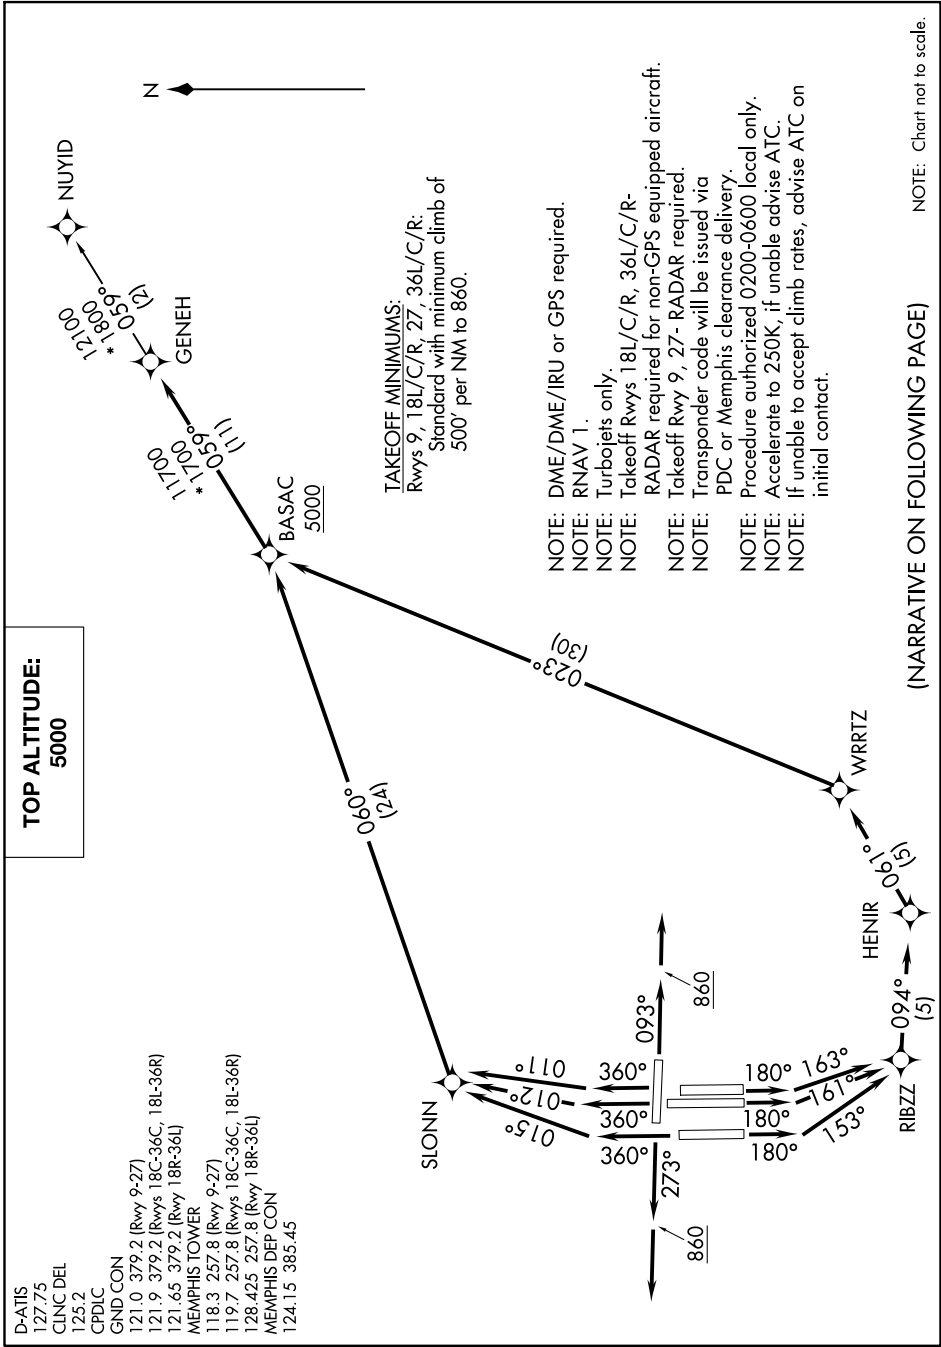 TOP ALTITUDE:
5000
D-ATIS
127.75
CLNC DEL
125.2
CPDLC
GND CON
121.0 379.2 (Rwy 9-27)
121.9 379.2 (Rwys 18C-36C, 18L-36R)
121.65 379.2 (Rwy 18R-36L)
MEMPHIS TOWER
118.3 257.8 (Rwy 9-27)
119.7 257.8 (Rwys 18C-36C, 18L-36R)
128.425 257.8 (Rwy 18R-36L)
MEMPHIS DEP CON
124.15 385.45
N
NUYID
12100
*1800
059°
(2)
GENEH
11700
*1700
059°
(11)
BASAC
5000
060°
(24)
023°
(30)
SLONN
015°
012°
011°
360°
360°
360°
093°
860
273°
860
180°
180°
180°
153°
161°
163°
RIBZZ
094°
(5)
HENIR
061°
(5)
WRRTZ
TAKEOFF MINIMUMS:
Rwys 9, 18L/C/R, 27, 36L/C/R:
Standard with minimum climb of
500' per NM to 860.
NOTE: DME/DME/IRU or GPS required.
NOTE: RNAV 1.
NOTE: Turbojets only.
NOTE: Takeoff Rwys 18L/C/R, 36L/C/R-
RADAR required for non-GPS equipped aircraft.
NOTE: Takeoff Rwy 9, 27 - RADAR required.
NOTE: Transponder code will be issued via
PDC or Memphis clearance delivery.
NOTE: Procedure authorized 0200-0600 local only.
NOTE: Accelerate to 250K, if unable advise ATC.
NOTE: If unable to accept climb rates, advise ATC on
initial contact.
(NARRATIVE ON FOLLOWING PAGE)
NOTE: Chart not to scale.